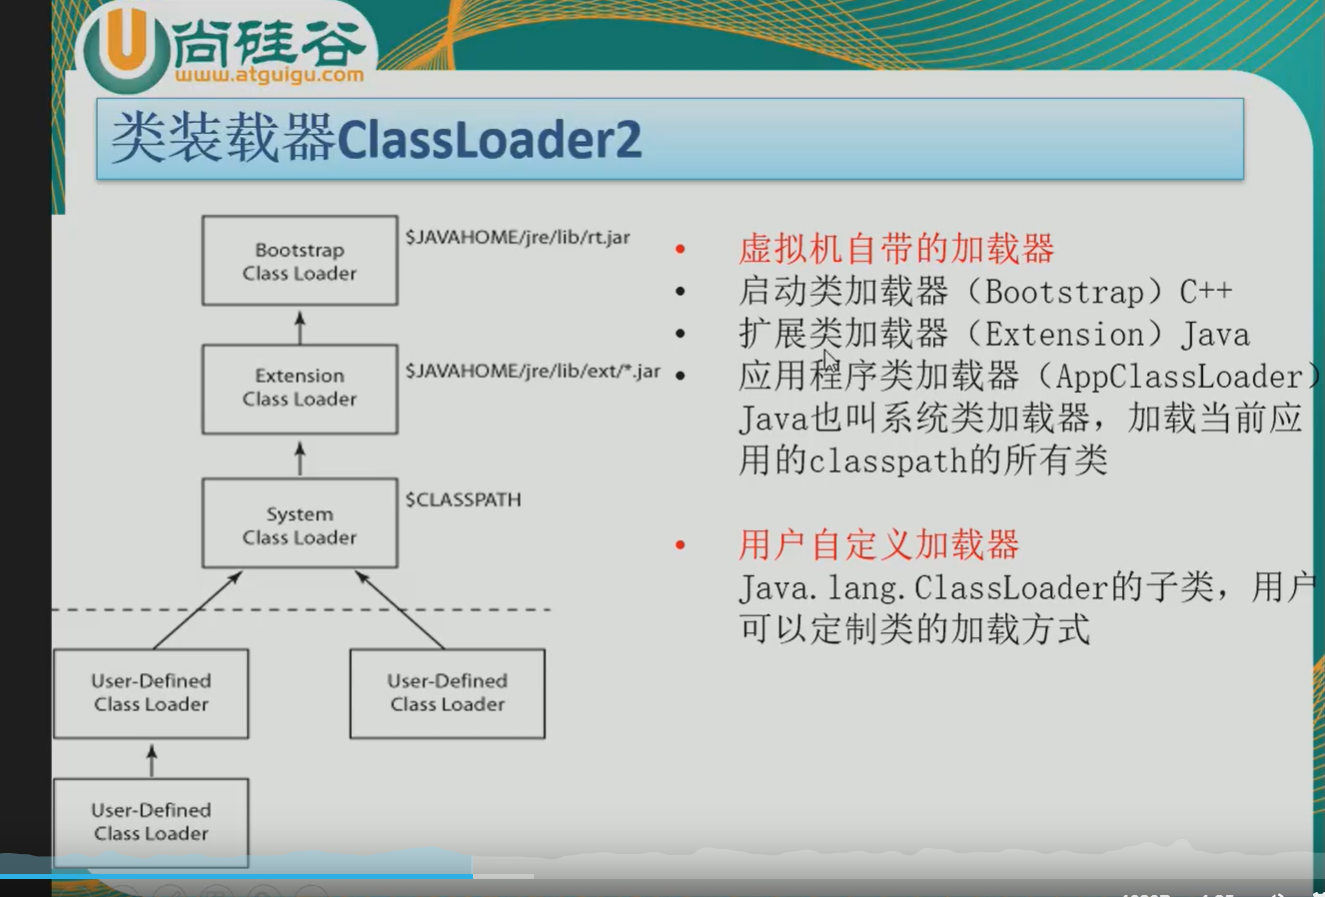 尚硅谷
www.atguigu.com
类装载器ClassLoader2
Bootstrap
Class Loader
$JAVAHOME/jre/lib/rt.jar
Extension
Class Loader
$JAVAHOME/jre/lib/ext/*.jar
System
Class Loader
$CLASSPATH
User-Defined
Class Loader
User-Defined
Class Loader
User-Defined
Class Loader
• 虚拟机自带的加载器
• 启动类加载器（Bootstrap）C++
• 扩展类加载器（Extension）Java
• 应用程序类加载器（AppClassLoader）
Java也叫系统类加载器，加载当前应
用的classpath的所有类
• 用户自定义加载器
Java.lang.ClassLoader的子类，用户
可以定制类的加载方式